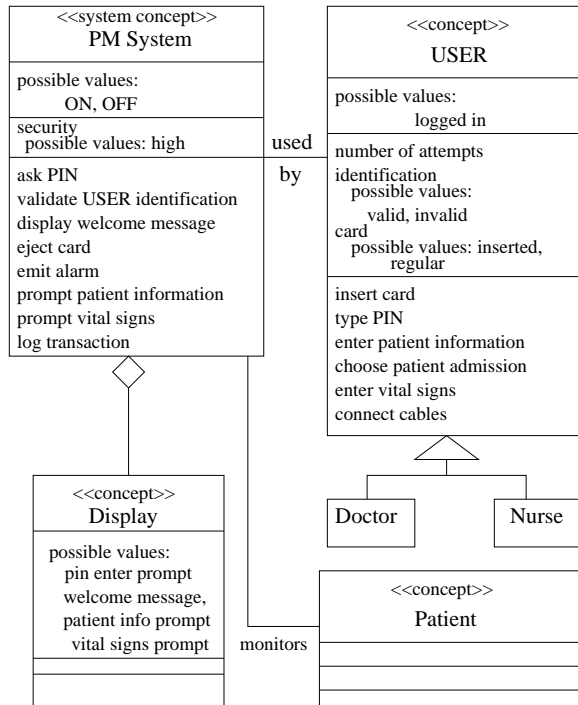 <<system concept>>
PM System
possible values:
ON, OFF
security
possible values: high
ask PIN
validate USER identification
display welcome message
eject card
emit alarm
prompt patient information
prompt vital signs
log transaction
used
by
<<concept>>
USER
possible values:
logged in
number of attempts
identification
possible values:
valid, invalid
card
possible values: inserted,
regular
insert card
type PIN
enter patient information
choose patient admission
enter vital signs
connect cables
Doctor
Nurse
<<concept>>
Display
possible values:
pin enter prompt
welcome message,
patient info prompt
vital signs prompt
monitors
<<concept>>
Patient